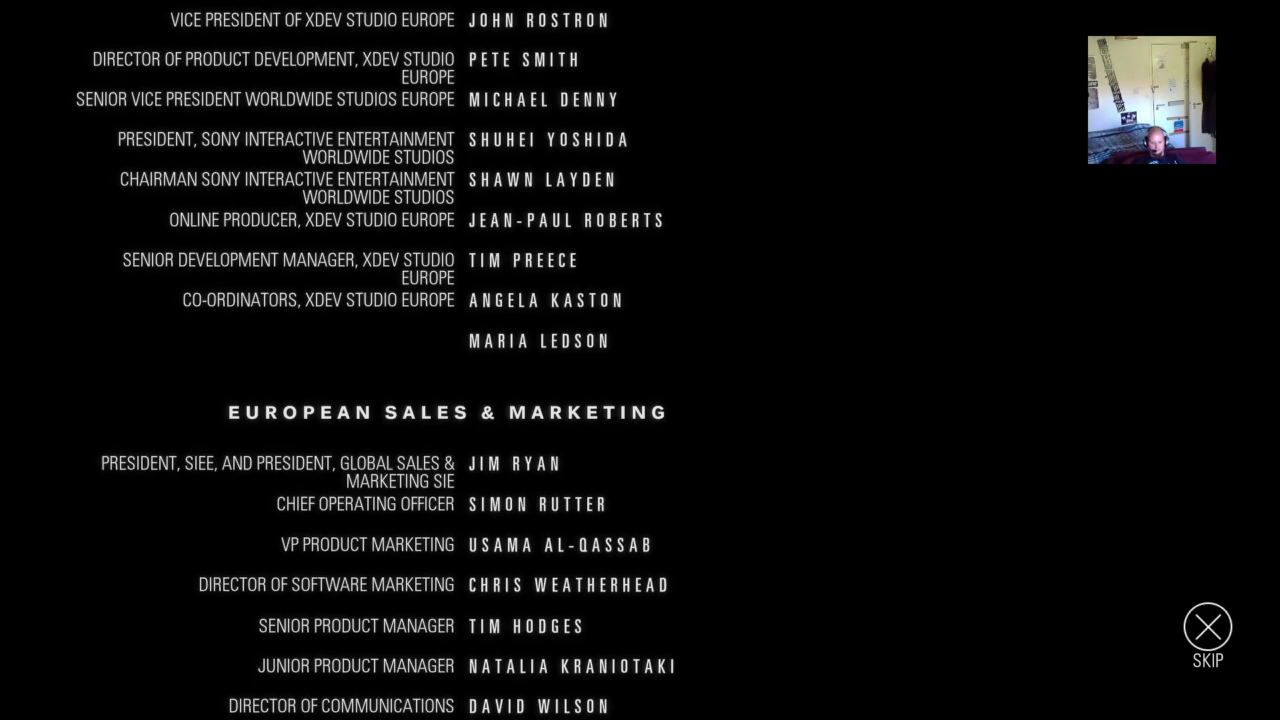 VICE PRESIDENT OF XDEV STUDIO EUROPE JOHN ROSTRON
DIRECTOR OF PRODUCT DEVELOPMENT, XDEV STUDIO PETE SMITH
EUROPE
SENIOR VICE PRESIDENT WORLDWIDE STUDIOS EUROPE MICHAEL DENNY
PRESIDENT, SONY INTERACTIVE ENTERTAINMENT SHUHEI YOSHIDA
WORLDWIDE STUDIOS
CHAIRMAN SONY INTERACTIVE ENTERTAINMENT SHAWN LAYDEN
WORLDWIDE STUDIOS
ONLINE PRODUCER, XDEV STUDIO EUROPE JEAN-PAUL ROBERTS
SENIOR DEVELOPMENT MANAGER, XDEV STUDIO TIM PREECE
EUROPE
CO-ORDINATORS, XDEV STUDIO EUROPE ANGELA KASTON
MARIA LEDSON
EUROPEAN SALES & MARKETING
PRESIDENT, SIEE, AND PRESIDENT, GLOBAL SALES & JIM RYAN
MARKETING SIE
CHIEF OPERATING OFFICER SIMON RUTTER
VP PRODUCT MARKETING USAMA AL-QASSAB
DIRECTOR OF SOFTWARE MARKETING CHRIS WEATHERHEAD
SENIOR PRODUCT MANAGER TIM HODGES
JUNIOR PRODUCT MANAGER NATALIA KRANIOTAKI
DIRECTOR OF COMMUNICATIONS DAVID WILSON
SKIP